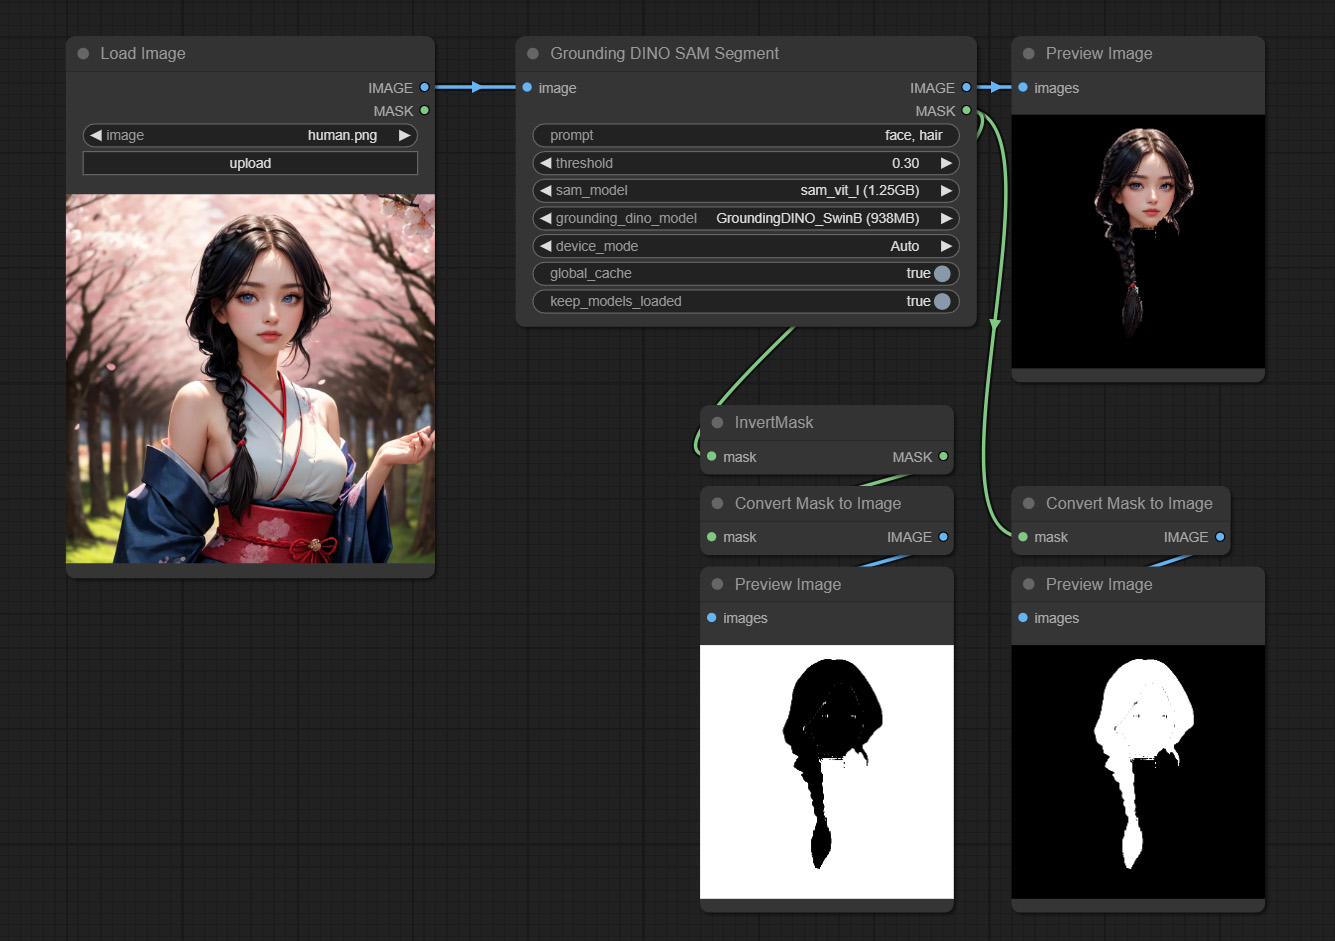 Load Image
IMAGE
MASK
image human.png
upload
Grounding DINO SAM Segment
image IMAGE
MASK
prompt face, hair
threshold 0.30
sam_model sam_vit_l (1.25GB)
grounding_dino_model GroundingDINO_SwinB (938MB)
device_mode Auto
global_cache true
keep_models_loaded true
Preview Image
images
InvertMask
mask MASK
Convert Mask to Image
mask IMAGE
Preview Image
images
Convert Mask to Image
mask IMAGE
Preview Image
images